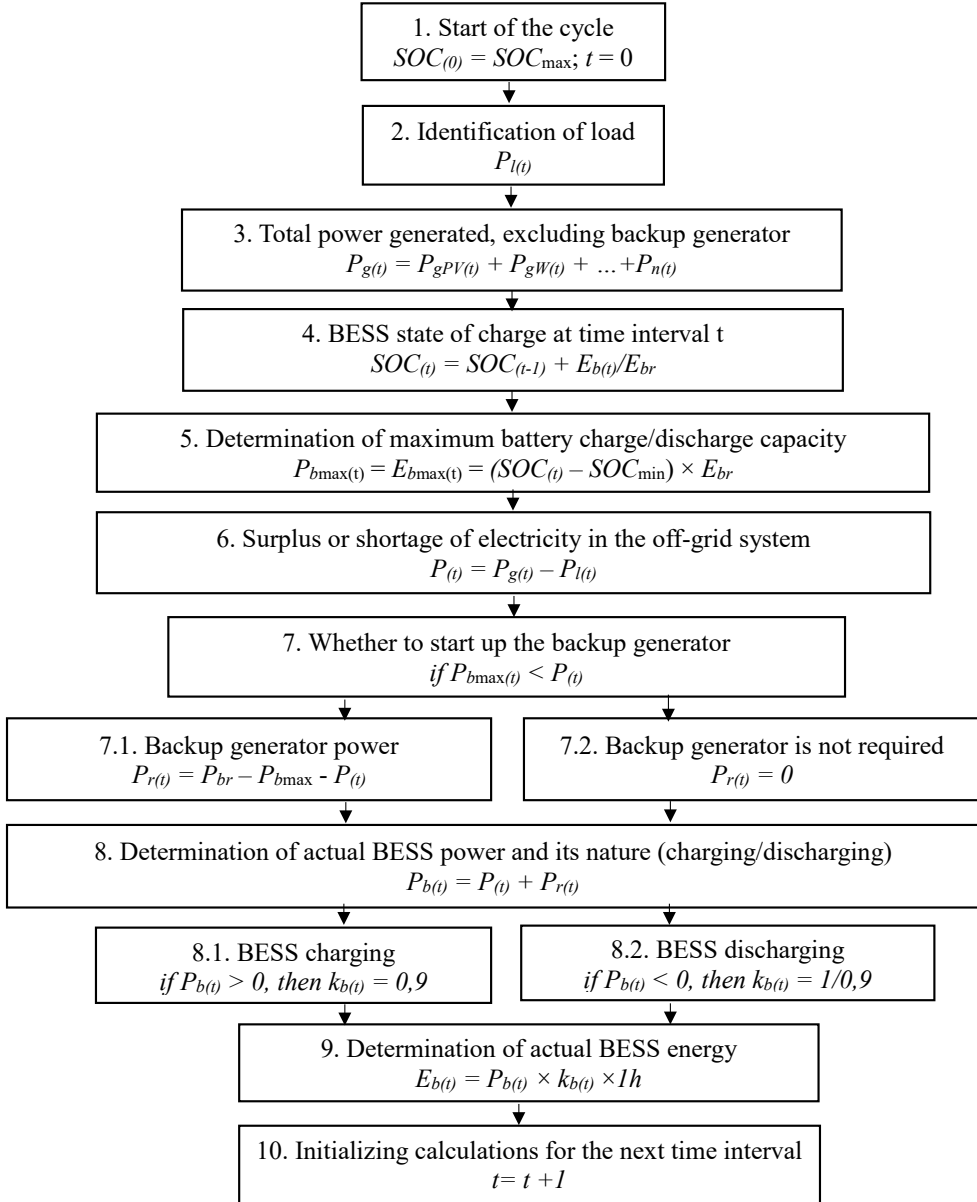 1. Start of the cycle
SOC(0) = SOCmax; t = 0
2. Identification of load
Pl(t)
3. Total power generated, excluding backup generator
Pg(t) = PgPV(t) + PgW(t) + …+Pn(t)
4. BESS state of charge at time interval t
SOC(t) = SOC(t-1) + Eb(t)/Ebr
5. Determination of maximum battery charge/discharge capacity
Pbmax(t) = Ebmax(t) = (SOC(t) – SOCmin) × Ebr
6. Surplus or shortage of electricity in the off-grid system
P(t) = Pg(t) – Pl(t)
7. Whether to start up the backup generator
if Pbmax(t) < P(t)
7.1. Backup generator power
Pr(t) = Pbr – Pbmax - P(t)
7.2. Backup generator is not required
Pr(t) = 0
8. Determination of actual BESS power and its nature (charging/discharging)
Pb(t) = P(t) + Pr(t)
8.1. BESS charging
if Pb(t) > 0, then kb(t) = 0,9
8.2. BESS discharging
if Pb(t) < 0, then kb(t) = 1/0,9
9. Determination of actual BESS energy
Eb(t) = Pb(t) × kb(t) ×1h
10. Initializing calculations for the next time interval
t= t +1